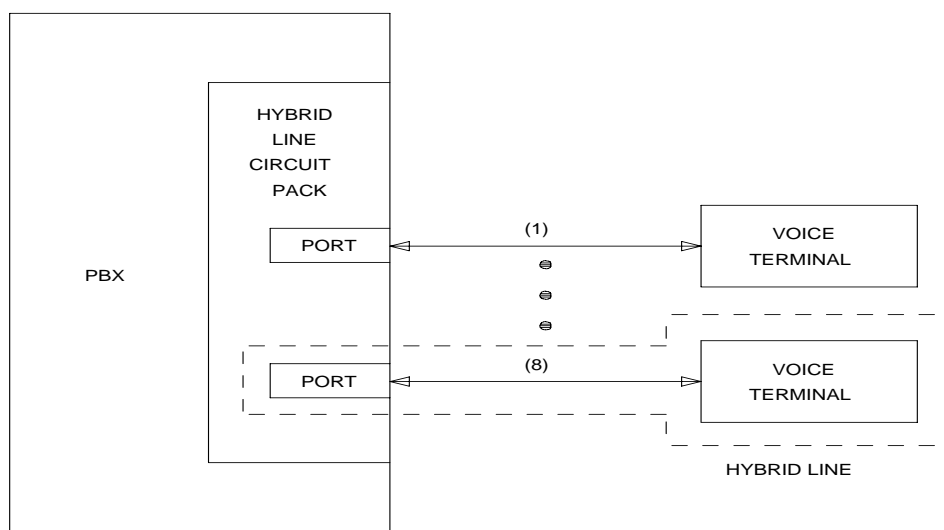 HYBRID
LINE
CIRCUIT
PACK
PORT
(1)
VOICE
TERMINAL
PBX
PORT
(8)
VOICE
TERMINAL
HYBRID LINE